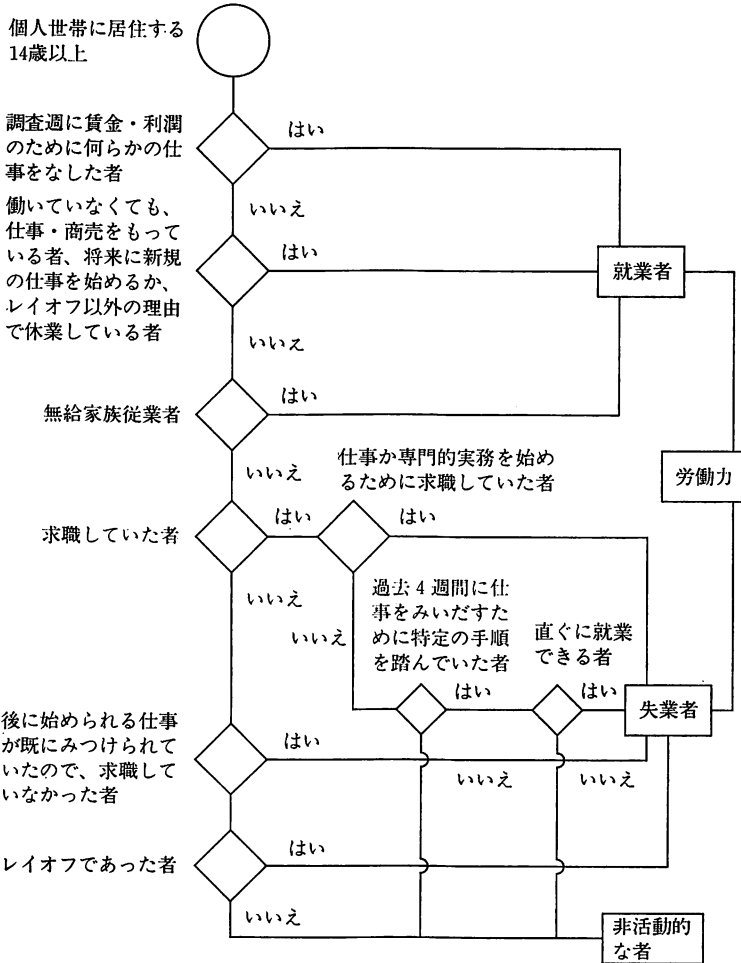 個人世帯に居住する
14歳以上
調査週に賃金・利潤
のために何らかの仕
事をなした者
はい
いいえ
働いていなくても、
仕事・商売をもって
いる者、将来に新規
の仕事を始めるか、
レイオフ以外の理由
で休業している者
はい
就業者
いいえ
無給家族従業者
はい
いいえ
仕事か専門的実務を始め
るために求職していた者
労働力
求職していた者
はい
はい
いいえ
いいえ
過去4週間に仕
事をみいだすた
めに特定の手順
を踏んでいた者
直ぐに就業
できる者
はい
はい
失業者
後に始められる仕事
が既にみつけられて
いたので、求職して
いなかった者
はい
いいえ
いいえ
レイオフであった者
はい
いいえ
非活動的
な者